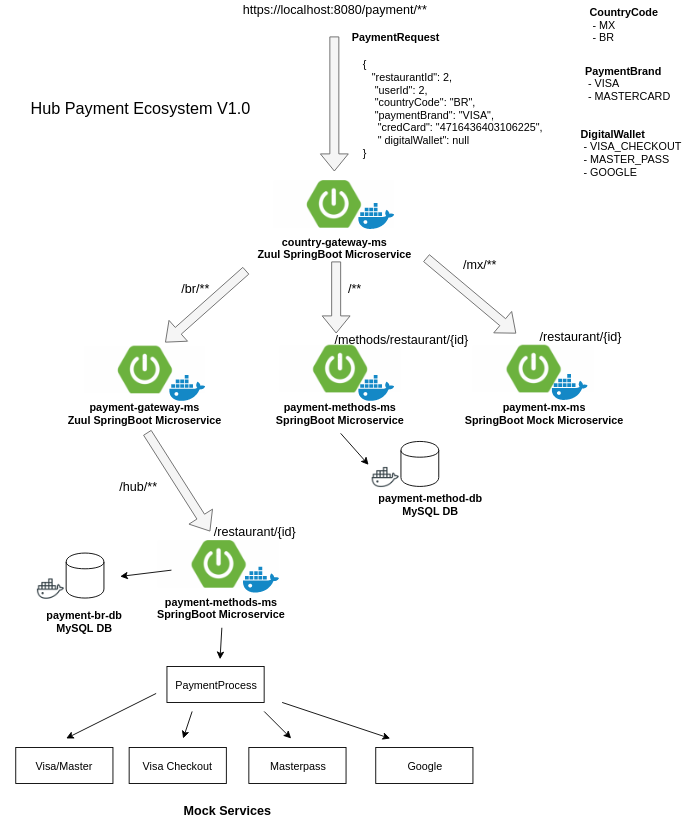 https://localhost:8080/payment/**
CountryCode
- MX
- BR
PaymentRequest
{
"restaurantId": 2,
"userId": 2,
"countryCode": "BR",
"paymentBrand": "VISA",
"credCard": "4716436403106225",
" digitalWallet": null
}
PaymentBrand
- VISA
- MASTERCARD
Hub Payment Ecosystem V1.0
DigitalWallet
- VISA_CHECKOUT
- MASTER_PASS
- GOOGLE
country-gateway-ms
Zuul SpringBoot Microservice
/br/**
/**
/mx/**
/methods/restaurant/{id}
/restaurant/{id}
payment-gateway-ms
Zuul SpringBoot Microservice
payment-methods-ms
SpringBoot Microservice
payment-mx-ms
SpringBoot Mock Microservice
/hub/**
payment-method-db
MySQL DB
/restaurant/{id}
payment-br-db
MySQL DB
payment-methods-ms
SpringBoot Microservice
PaymentProcess
Visa/Master
Visa Checkout
Masterpass
Google
Mock Services